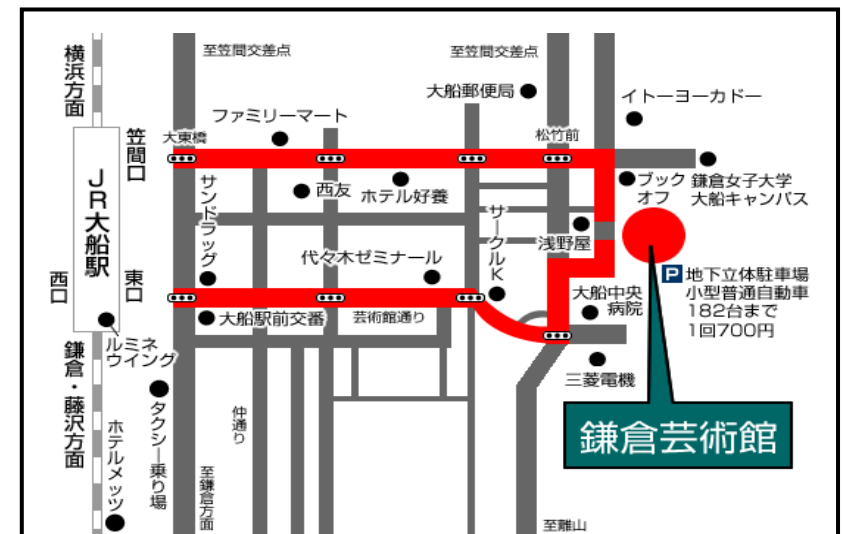 横浜方面
至笠間交差点
至笠間交差点
大船郵便局
イトーヨーカドー
ファミリーマート
笠間口
大東橋
松竹前
JR大船駅
サンドラッグ
西友
ホテル好養
サークルK
ブック
オフ
鎌倉女子大学
大船キャンパス
浅野屋
代々木ゼミナール
西口
東口
P 地下立体駐車場
小型普通自動車
182台まで
1回700円
大船中央
病院
大船駅前交番
芸術館通り
ルミネ
ウイング
鎌倉・藤沢方面
三菱電機
タクシー乗り場
仲通り
鎌倉芸術館
ホテルメッツ
至鎌倉方面
至離山